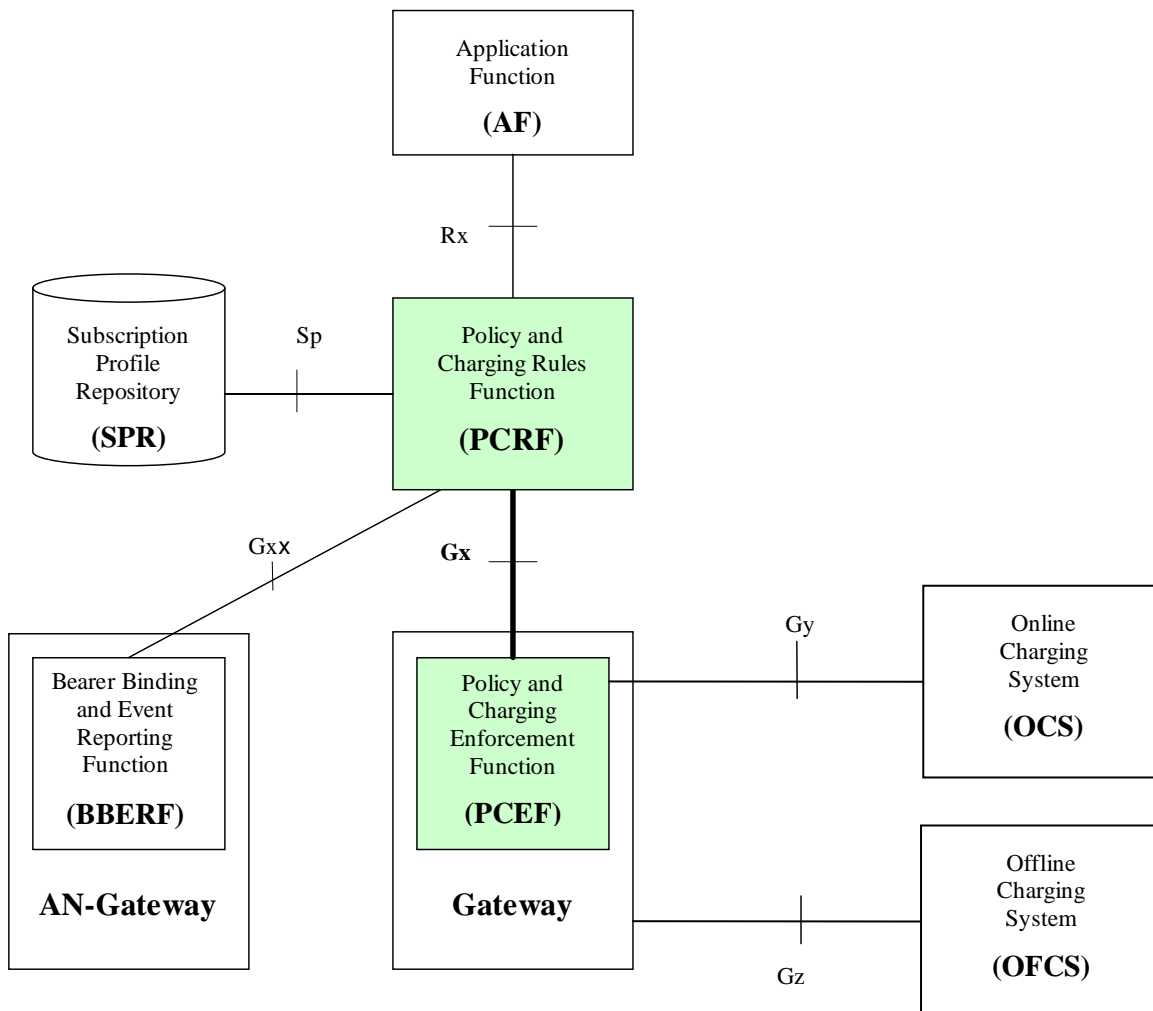 Application
Function
(AF)
Rx
Subscription
Profile
Repository
(SPR)
Sp
Policy and
Charging Rules
Function
(PCRF)
Gxx
Gx
Bearer Binding
and Event
Reporting
Function
(BBERF)
AN-Gateway
Policy and
Charging
Enforcement
Function
(PCEF)
Gateway
Gy
Online
Charging
System
(OCS)
Gz
Offline
Charging
System
(OFCS)